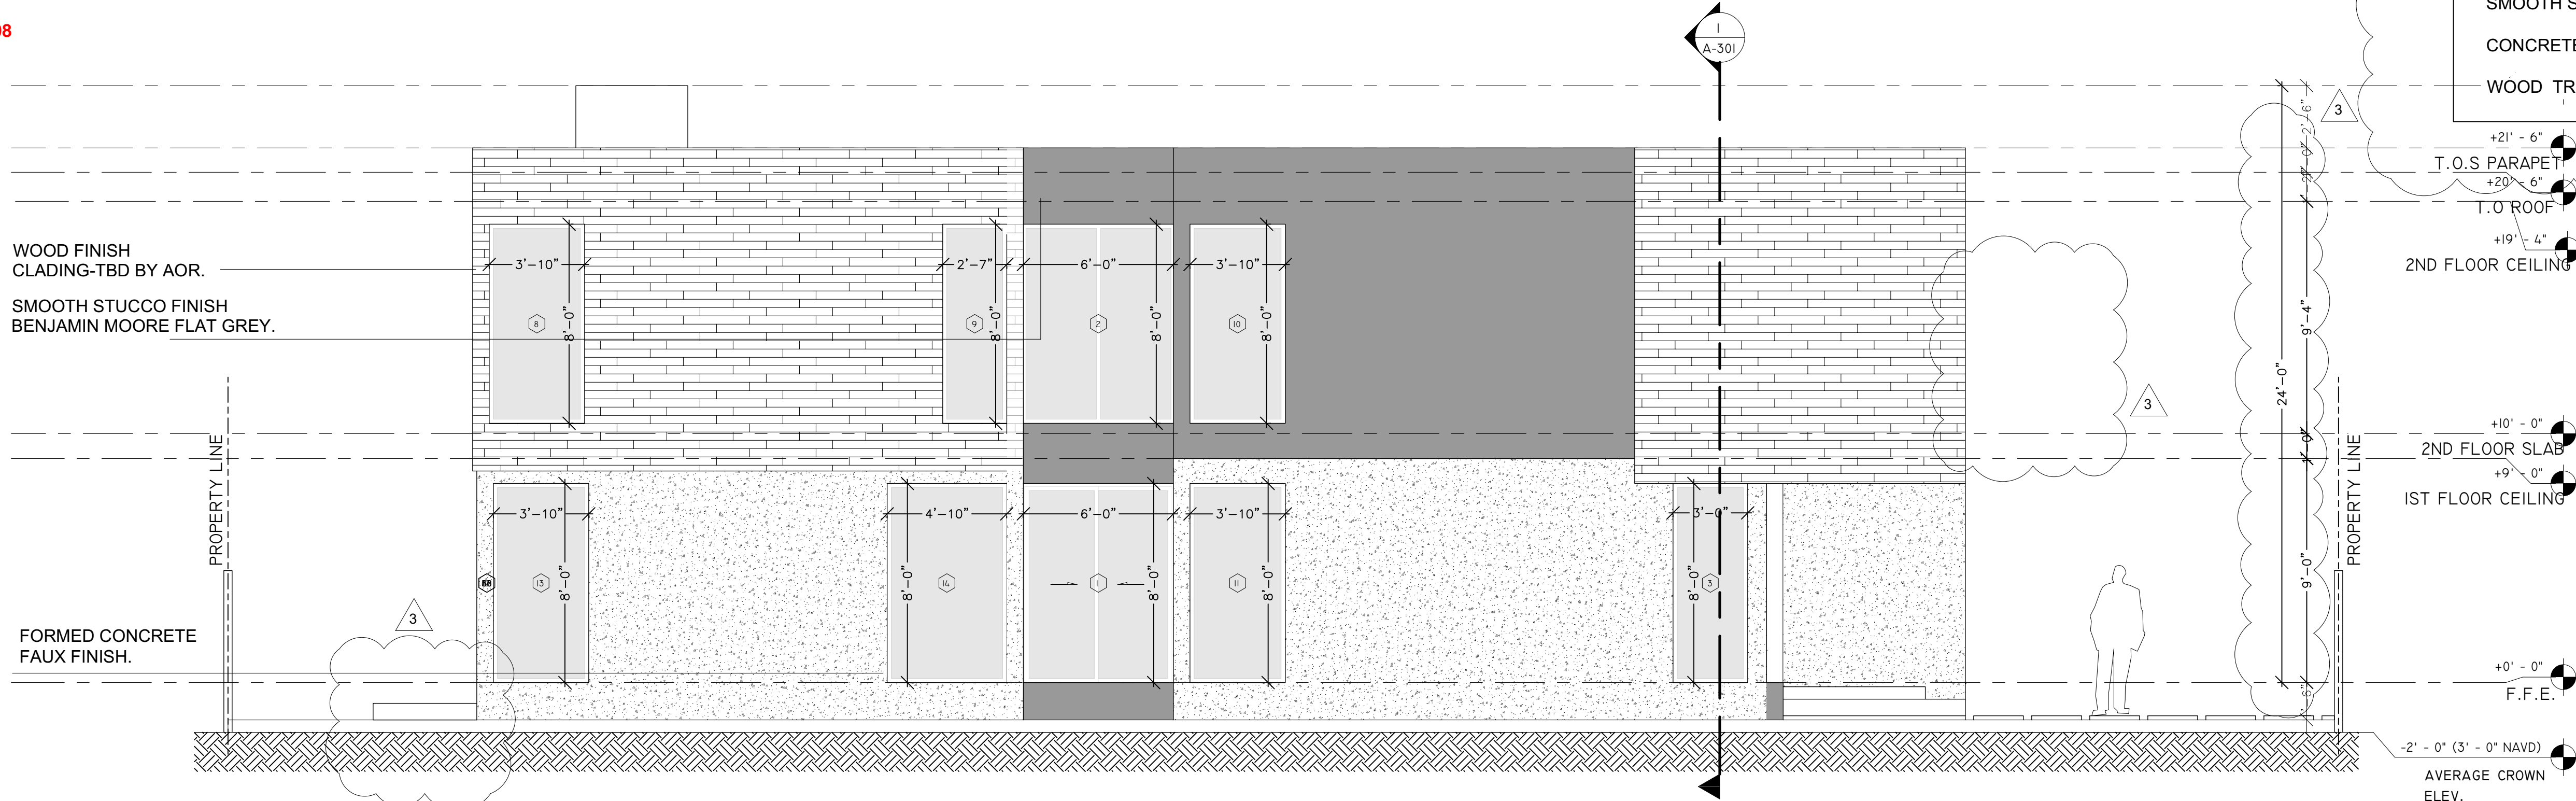 98
1
A-301
SMOOTH S
CONCRETE
WOOD TR
3
2'-6"
+21' - 6"
T.O.S PARAPET
+20' - 6"
T.O ROOF
+19' - 4"
2ND FLOOR CEILING
WOOD FINISH
CLADING-TBD BY AOR.
SMOOTH STUCCO FINISH
BENJAMIN MOORE FLAT GREY.
3'-10"
2'-7"
6'-0"
3'-10"
8
8'-0"
9
8'-0"
2
8'-0"
10
8'-0"
9'-4"
24'-0"
3
PROPERTY LINE
+10' - 0"
2ND FLOOR SLAB
+9' - 0"
1ST FLOOR CEILING
PROPERTY LINE
3'-10"
4'-10"
6'-0"
3'-10"
3'-0"
13
8'-0"
8'-0"
14
1
8'-0"
11
8'-0"
8'-0"
3
9'-0"
3
FORMED CONCRETE
FAUX FINISH.
+0' - 0"
F.F.E.
-2' - 0" (3' - 0" NAVD)
AVERAGE CROWN
ELEV.